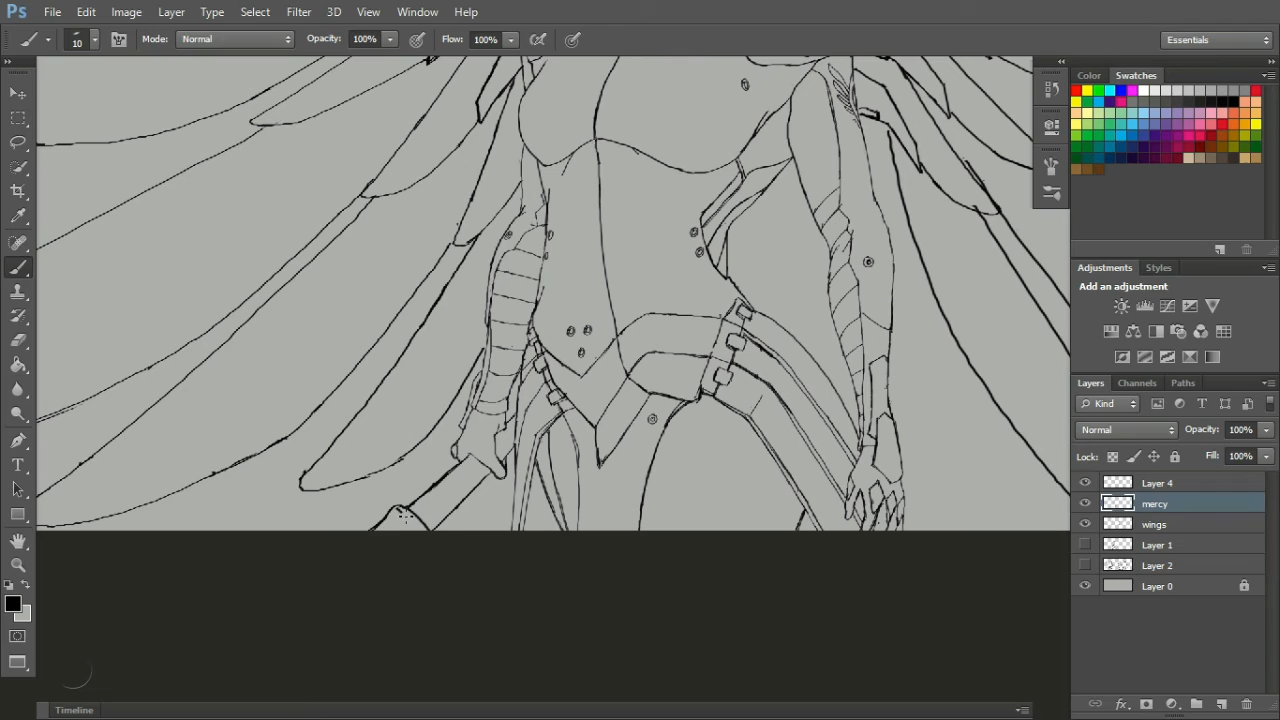 Ps File Edit Image Layer Type Select Filter 3D View Window Help
10 Mode: Normal Opacity: 100% Flow: 100% Essentials
Color Swatches
Adjustments Styles
Add an adjustment
Layers Channels Paths
Kind
Normal Opacity: 100%
Lock: Fill: 100%
Layer 4
mercy
wings
Layer 1
Layer 2
Layer 0
Timeline